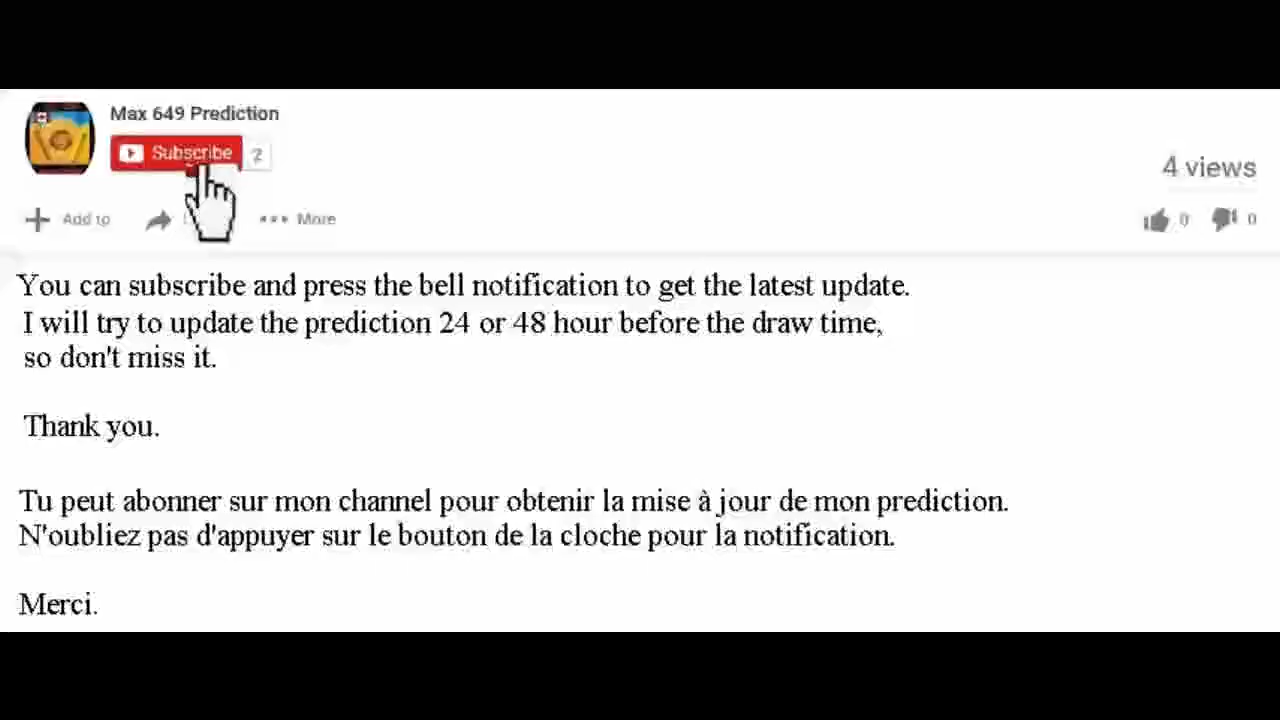 Max 649 Prediction
Subscribe 2
4 views
Add to
More
0 0
You can subscribe and press the bell notification to get the latest update.
I will try to update the prediction 24 or 48 hour before the draw time,
so don't miss it.
Thank you.
Tu peut abonner sur mon channel pour obtenir la mise à jour de mon prediction.
N'oubliez pas d'appuyer sur le bouton de la cloche pour la notification.
Merci.